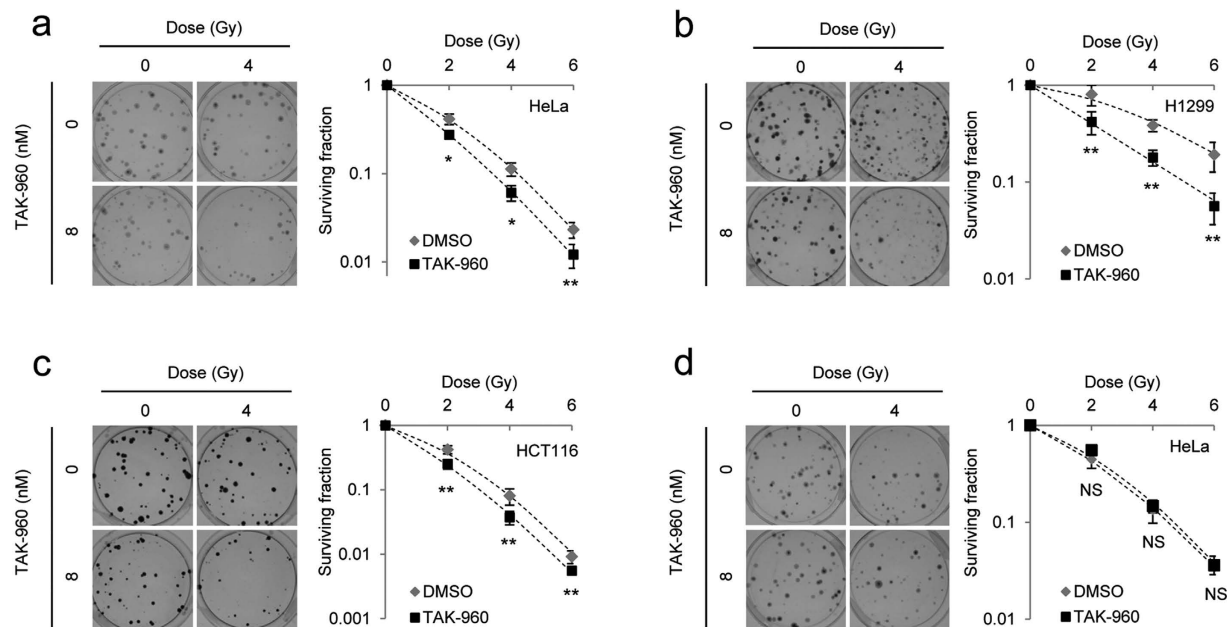 a
Dose (Gy)
0 4
TAK-960 (nM)
0
8
Dose (Gy)
0 2 4 6
Surviving fraction
1
0.1
0.01
HeLa
*
*
**
DMSO
TAK-960
b
Dose (Gy)
0 4
TAK-960 (nM)
0
8
Dose (Gy)
0 2 4 6
Surviving fraction
1
0.1
0.01
H1299
**
**
**
DMSO
TAK-960
c
Dose (Gy)
0 4
TAK-960 (nM)
0
8
Dose (Gy)
0 2 4 6
Surviving fraction
1
0.1
0.01
0.001
HCT116
**
**
**
DMSO
TAK-960
d
Dose (Gy)
0 4
TAK-960 (nM)
0
8
Dose (Gy)
0 2 4 6
Surviving fraction
1
0.1
0.01
HeLa
NS
NS
NS
DMSO
TAK-960